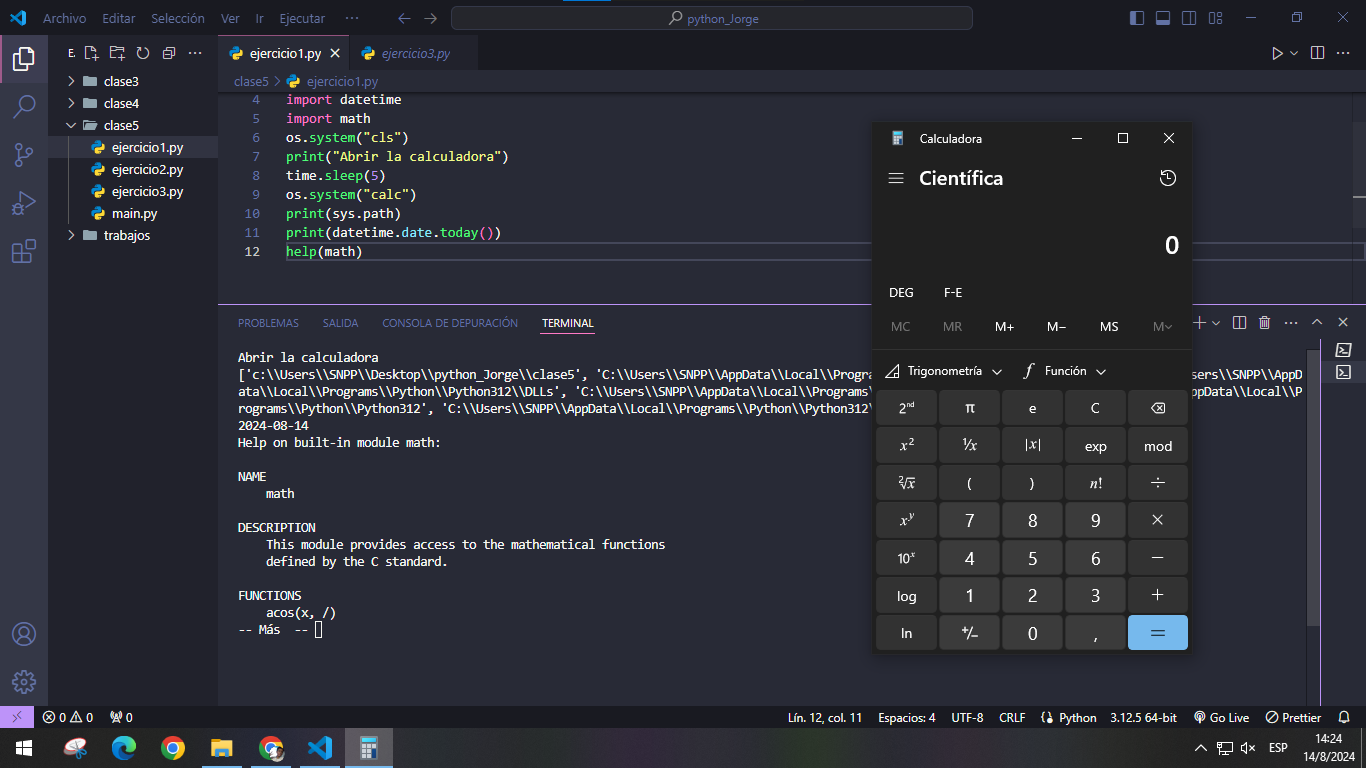 Archivo Editar Selección Ver Ir Ejecutar ··· python_Jorge
E.
clase3
clase4
clase5
ejercicio1.py
ejercicio2.py
ejercicio3.py
main.py
trabajos
ejercicio1.py ejercicio3.py
clase5 > ejercicio1.py
4 import datetime
5 import math
6 os.system("cls")
7 print("Abrir la calculadora")
8 time.sleep(5)
9 os.system("calc")
10 print(sys.path)
11 print(datetime.date.today())
12 help(math)
PROBLEMAS SALIDA CONSOLA DE DEPURACIÓN TERMINAL
Abrir la calculadora
['c:\\Users\\SNPP\\Desktop\\python_Jorge\\clase5', 'C:\\Users\\SNPP\\AppData\\Local\\Progra sers\\SNPP\\AppD
ata\\Local\\Programs\\Python\\Python312\\DLLs', 'C:\\Users\\SNPP\\AppData\\Local\\Programs\ pData\\Local\\P
rograms\\Python\\Python312', 'C:\\Users\\SNPP\\AppData\\Local\\Programs\\Python\\Python312\
2024-08-14
Help on built-in module math:
NAME
math
DESCRIPTION
This module provides access to the mathematical functions
defined by the C standard.
FUNCTIONS
acos(x, /)
-- Más --
Calculadora
Científica
0
DEG F-E
MC MR M+ M− MS M
Trigonometría f Función
2ⁿᵈ π e C
x² ¹⁄x |x| exp mod
²√x ( ) n! ÷
xʸ 7 8 9 ×
10ˣ 4 5 6 −
log 1 2 3 +
ln +/− 0 , =
0 0 0 Lín. 12, col. 11 Espacios: 4 UTF-8 CRLF Python 3.12.5 64-bit Go Live Prettier
ESP 14:24
14/8/2024